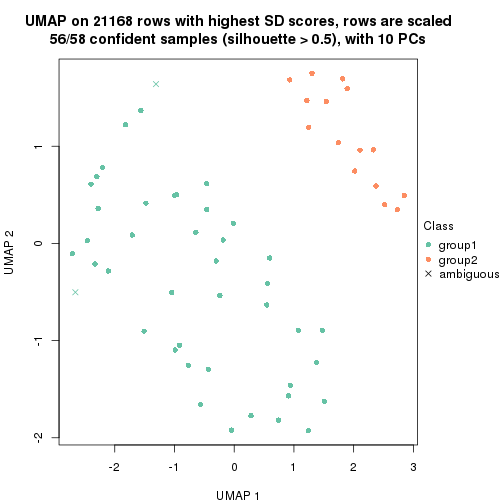 UMAP on 21168 rows with highest SD scores, rows are scaled
56/58 confident samples (silhouette > 0.5), with 10 PCs
UMAP 2
1
0
-1
-2
Class
group1
group2
ambiguous
-2
-1
0
1
2
3
UMAP 1